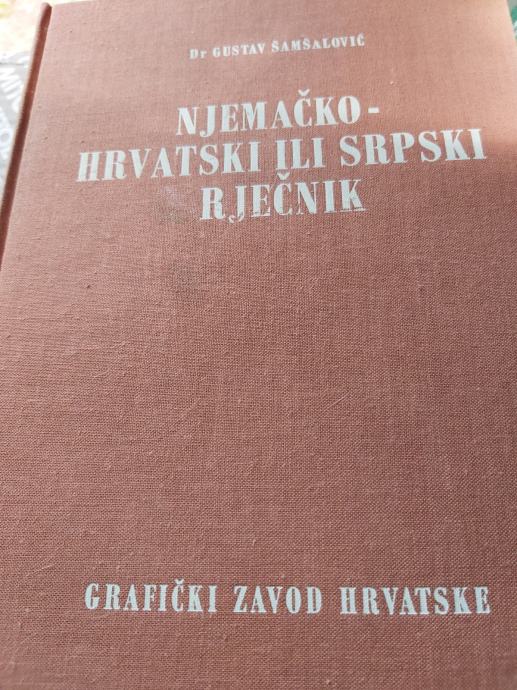 Dr GUSTAV ŠAMŠALOVIĆ
NJEMAČKO-
HRVATSKI ILI SRPSKI
RJEČNIK
GRAFIČKI ZAVOD HRVATSKE